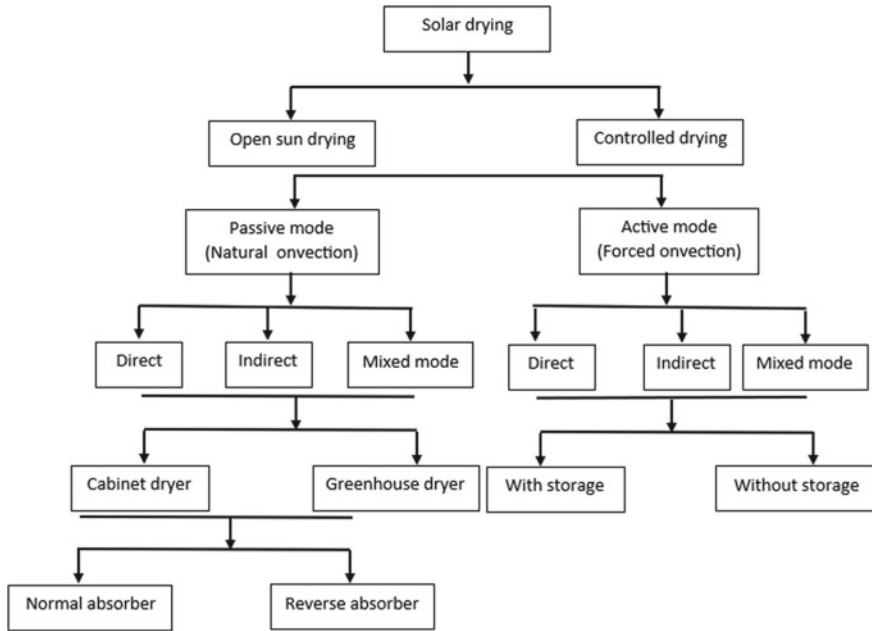 Solar drying
Open sun drying
Controlled drying
Passive mode
(Natural onvection)
Active mode
(Forced onvection)
Direct
Indirect
Mixed mode
Direct
Indirect
Mixed mode
Cabinet dryer
Greenhouse dryer
With storage
Without storage
Normal absorber
Reverse absorber